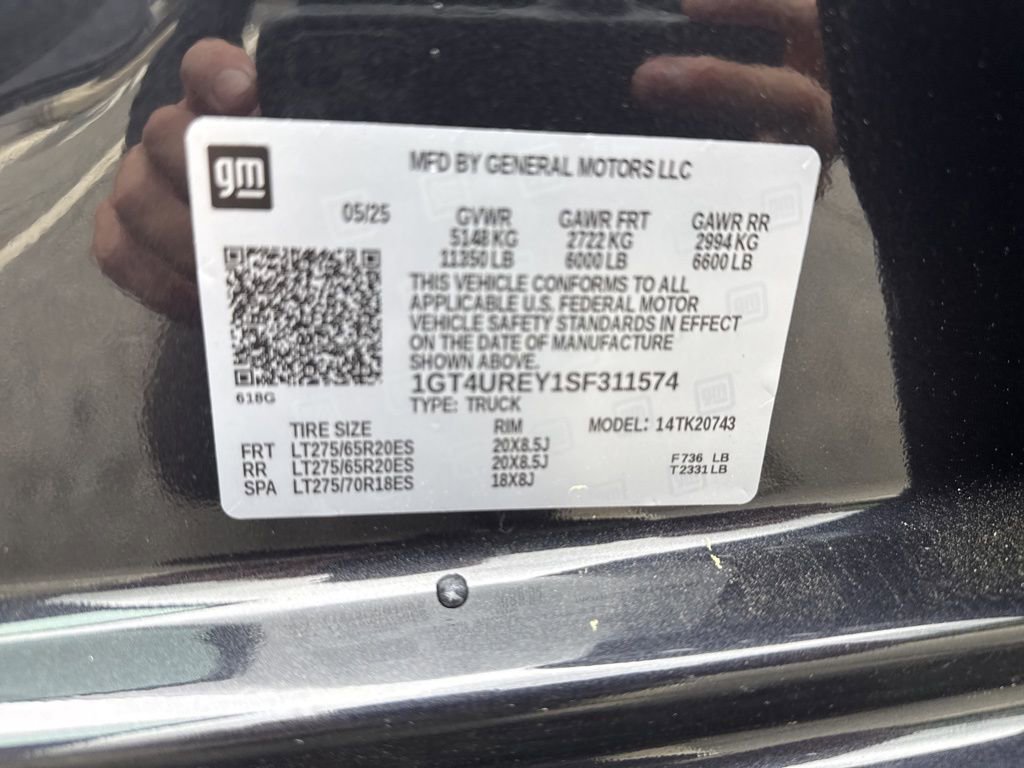 gm
MFD BY GENERAL MOTORS LLC
05/25 GVWR GAWR FRT GAWR RR
5148 KG 2722 KG 2994 KG
11350 LB 6000 LB 6600 LB
THIS VEHICLE CONFORMS TO ALL
APPLICABLE U.S. FEDERAL MOTOR
VEHICLE SAFETY STANDARDS IN EFFECT
ON THE DATE OF MANUFACTURE
SHOWN ABOVE.
1GT4UREY1SF311574
618G
TYPE: TRUCK
TIRE SIZE RIM MODEL: 14TK20743
FRT LT275/65R20ES 20X8.5J
RR LT275/65R20ES 20X8.5J
SPA LT275/70R18ES 18X8J
F736 LB
T2331LB